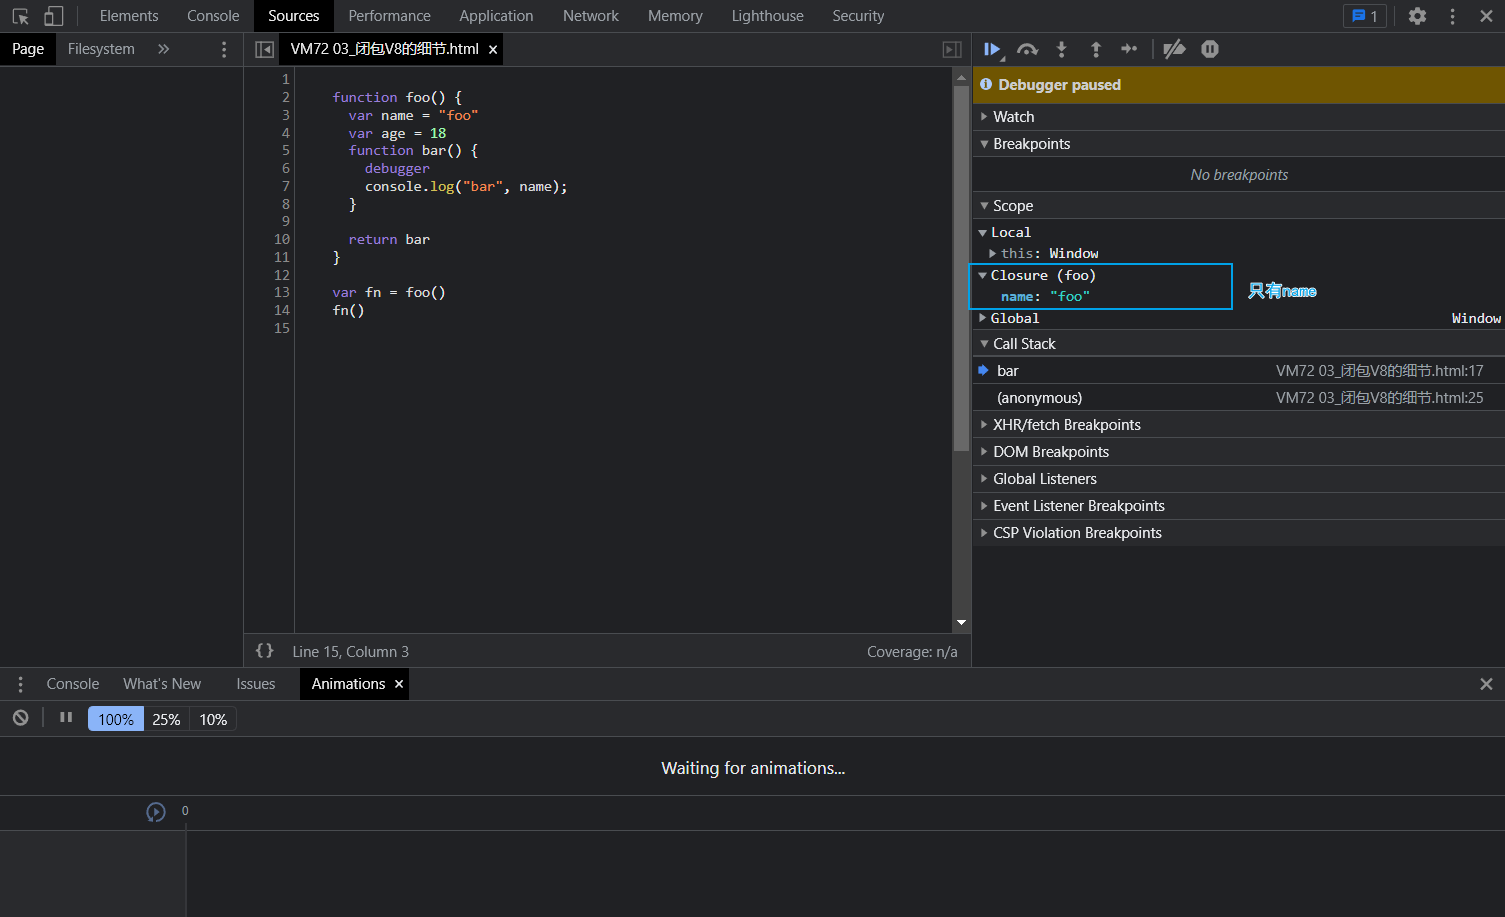 Elements Console Sources Performance Application Network Memory Lighthouse Security 1
Page Filesystem
VM72 03_闭包V8的细节.html
1
2 function foo() {
3 var name = "foo"
4 var age = 18
5 function bar() {
6 debugger
7 console.log("bar", name);
8 }
9
10 return bar
11 }
12
13 var fn = foo()
14 fn()
15
{} Line 15, Column 3 Coverage: n/a
Debugger paused
Watch
Breakpoints
No breakpoints
Scope
Local
this: Window
Closure (foo)
name: "foo"
只有name
Global Window
Call Stack
bar VM72 03_闭包V8的细节.html:17
(anonymous) VM72 03_闭包V8的细节.html:25
XHR/fetch Breakpoints
DOM Breakpoints
Global Listeners
Event Listener Breakpoints
CSP Violation Breakpoints
Console What's New Issues Animations
100% 25% 10%
Waiting for animations...
0